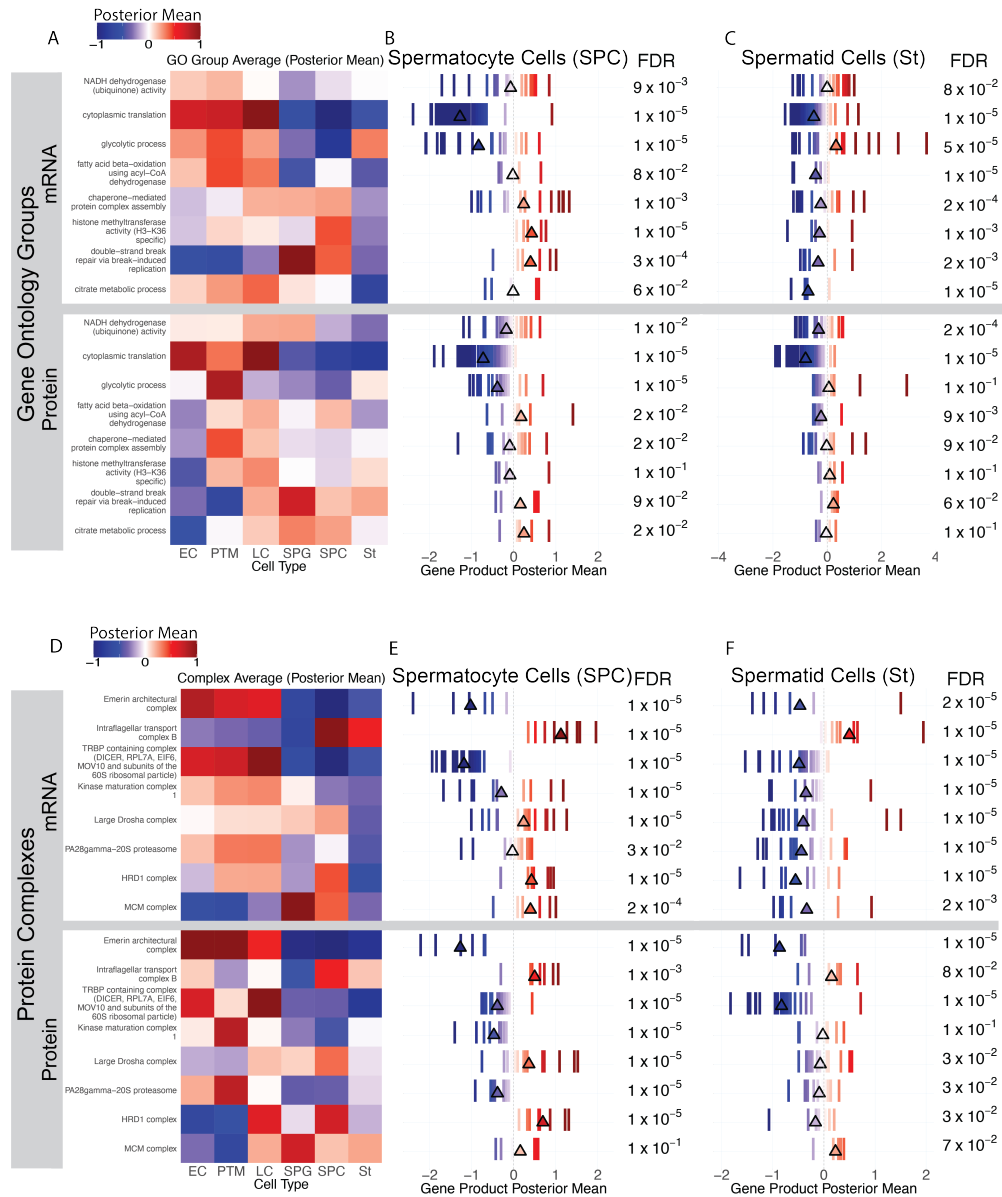 Posterior Mean
−1 0 1
A
GO Group Average (Posterior Mean)
B
Spermatocyte Cells (SPC)
FDR
C
Spermatid Cells (St)
FDR
Gene Ontology Groups
mRNA
NADH dehydrogenase
(ubiquinone) activity
9 x 10-3
8 x 10-2
cytoplasmic translation
1 x 10-5
1 x 10-5
glycolytic process
1 x 10-5
5 x 10-5
fatty acid beta−oxidation
using acyl−CoA
dehydrogenase
8 x 10-2
1 x 10-5
chaperone−mediated
protein complex assembly
1 x 10-3
2 x 10-4
histone methyltransferase
activity (H3−K36
specific)
1 x 10-5
1 x 10-3
double−strand break
repair via break−induced
replication
3 x 10-4
2 x 10-3
citrate metabolic process
6 x 10-2
1 x 10-5
Protein
NADH dehydrogenase
(ubiquinone) activity
1 x 10-2
2 x 10-4
cytoplasmic translation
1 x 10-5
1 x 10-5
glycolytic process
1 x 10-5
1 x 10-1
fatty acid beta−oxidation
using acyl−CoA
dehydrogenase
2 x 10-2
9 x 10-3
chaperone−mediated
protein complex assembly
2 x 10-2
9 x 10-2
histone methyltransferase
activity (H3−K36
specific)
1 x 10-1
1 x 10-1
double−strand break
repair via break−induced
replication
9 x 10-2
6 x 10-2
citrate metabolic process
2 x 10-2
1 x 10-1
EC PTM LC SPG SPC St
Cell Type
−2 −1 0 1 2
Gene Product Posterior Mean
−4 −2 0 2 4
Gene Product Posterior Mean
D
Posterior Mean
−1 0 1
Complex Average (Posterior Mean)
E
Spermatocyte Cells (SPC)
FDR
F
Spermatid Cells (St)
FDR
Protein Complexes
mRNA
Emerin architectural
complex
1 x 10-5
2 x 10-5
Intraflagellar transport
complex B
1 x 10-5
1 x 10-5
TRBP containing complex
(DICER, RPL7A, EIF6,
MOV10 and subunits of the
60S ribosomal particle)
1 x 10-5
1 x 10-5
Kinase maturation complex
1
1 x 10-5
1 x 10-5
Large Drosha complex
1 x 10-5
1 x 10-5
PA28gamma−20S proteasome
3 x 10-2
1 x 10-5
HRD1 complex
1 x 10-5
1 x 10-5
MCM complex
2 x 10-4
2 x 10-3
Protein
Emerin architectural
complex
1 x 10-5
1 x 10-5
Intraflagellar transport
complex B
1 x 10-3
8 x 10-2
TRBP containing complex
(DICER, RPL7A, EIF6,
MOV10 and subunits of the
60S ribosomal particle)
1 x 10-5
1 x 10-5
Kinase maturation complex
1
1 x 10-5
1 x 10-1
Large Drosha complex
1 x 10-5
3 x 10-2
PA28gamma−20S proteasome
1 x 10-5
3 x 10-2
HRD1 complex
1 x 10-5
3 x 10-2
MCM complex
1 x 10-1
7 x 10-2
EC PTM LC SPG SPC St
Cell Type
−2 −1 0 1 2
Gene Product Posterior Mean
−2 0 2
Gene Product Posterior Mean